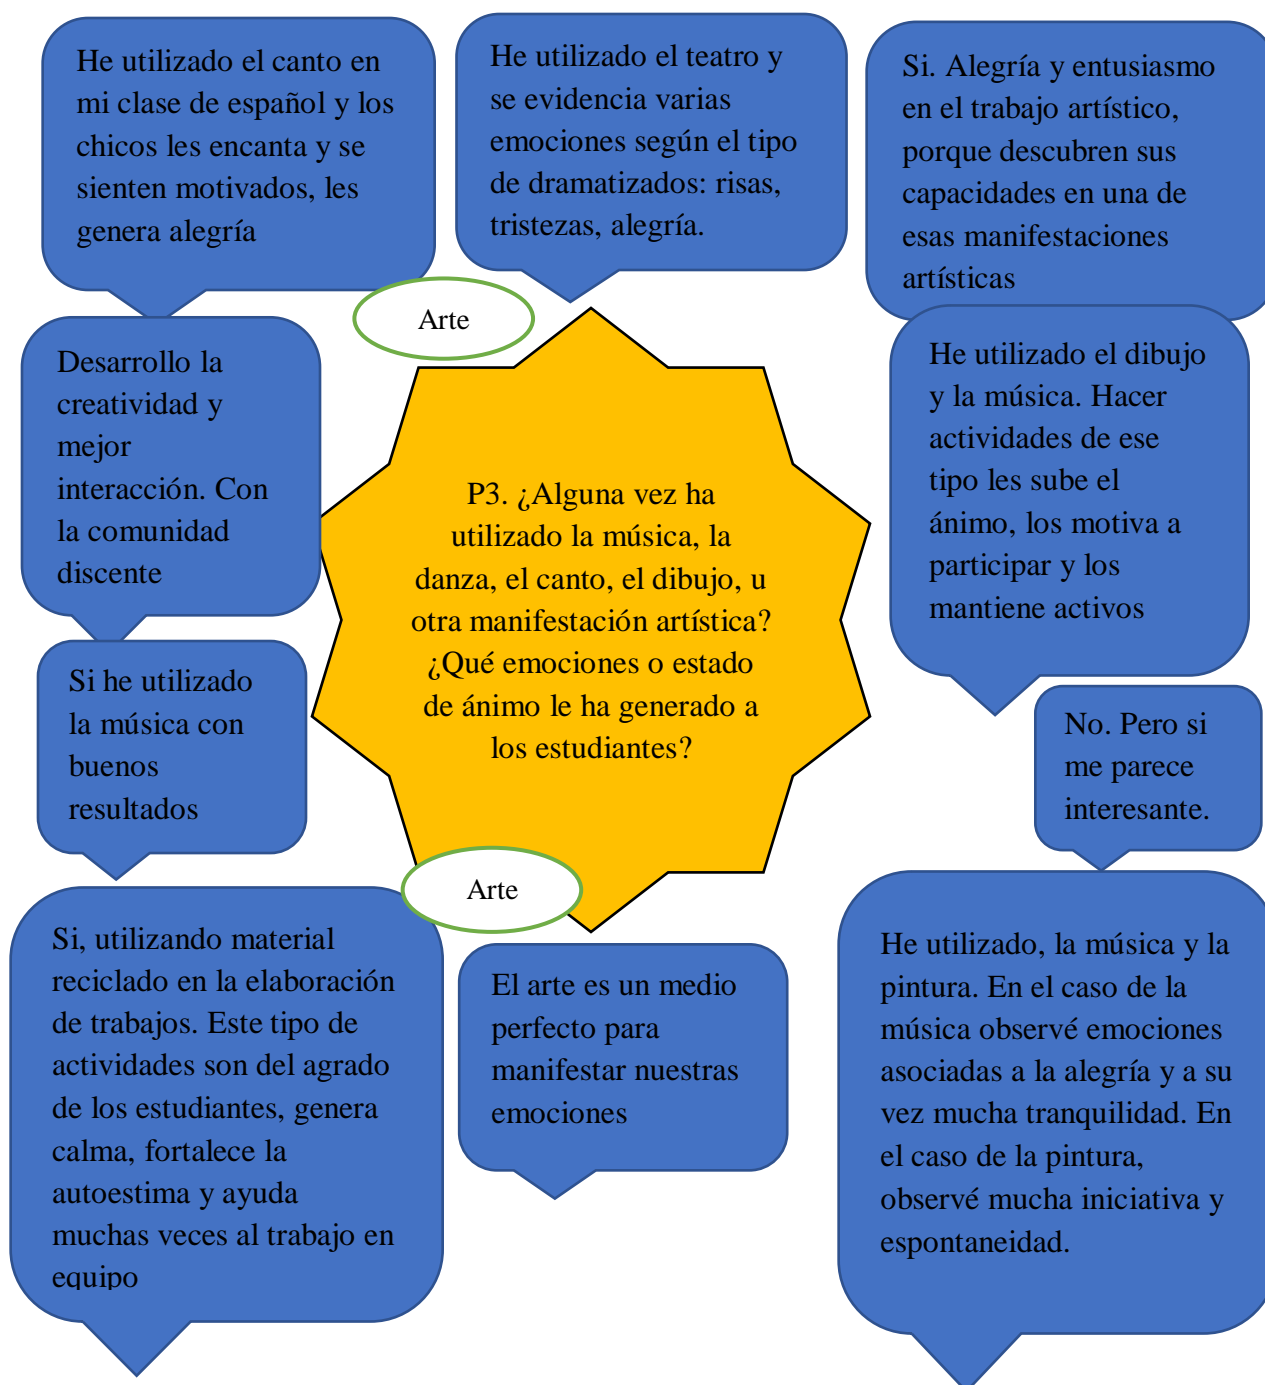 He utilizado el canto en
mi clase de español y los
chicos les encanta y se
sienten motivados, les
genera alegría
He utilizado el teatro y
se evidencia varias
emociones según el tipo
de dramatizados: risas,
tristezas, alegría.
Si. Alegría y entusiasmo
en el trabajo artístico,
porque descubren sus
capacidades en una de
esas manifestaciones
artísticas
Arte
Desarrollo la
creatividad y
mejor
interacción. Con
la comunidad
discente
He utilizado el dibujo
y la música. Hacer
actividades de ese
tipo les sube el
ánimo, los motiva a
participar y los
mantiene activos
P3. ¿Alguna vez ha
utilizado la música, la
danza, el canto, el dibujo, u
otra manifestación artística?
¿Qué emociones o estado
de ánimo le ha generado a
los estudiantes?
Si he utilizado
la música con
buenos
resultados
No. Pero si
me parece
interesante.
Arte
Si, utilizando material
reciclado en la elaboración
de trabajos. Este tipo de
actividades son del agrado
de los estudiantes, genera
calma, fortalece la
autoestima y ayuda
muchas veces al trabajo en
equipo
El arte es un medio
perfecto para
manifestar nuestras
emociones
He utilizado, la música y la
pintura. En el caso de la
música observé emociones
asociadas a la alegría y a su
vez mucha tranquilidad. En
el caso de la pintura,
observé mucha iniciativa y
espontaneidad.